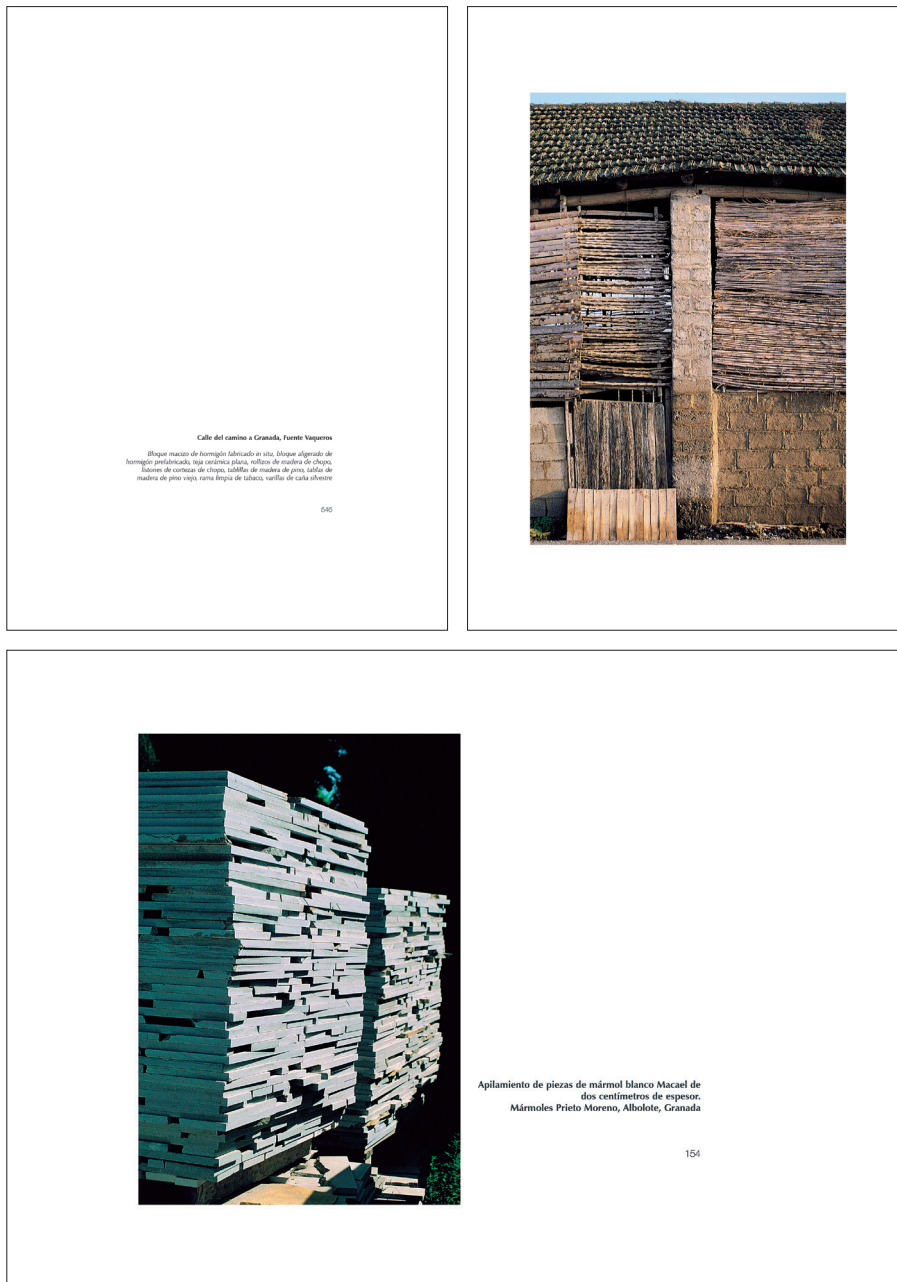 Calle del camino a Granada, Fuente Vaqueros
Bloque macizo de hormigón fabricado in situ, bloque aligerado de
hormigón prefabricado, teja cerámica plana, rollizos de madera de chopo,
listones de cortezas de chopo, tablillas de madera de pino, tablas de
madera de pino viejo, rama limpia de tabaco, varillas de caña silvestre
646
Apilamiento de piezas de mármol blanco Macael de
dos centímetros de espesor.
Mármoles Prieto Moreno, Albolote, Granada
154